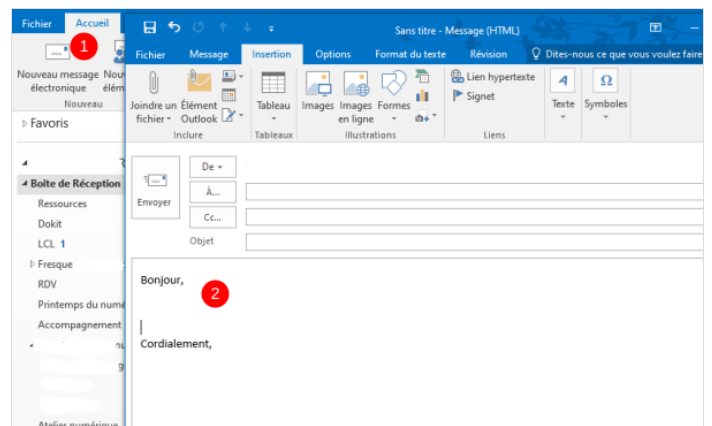 Fichier Accueil
1
Nouveau message Nou
électronique élém
Nouveau
Favoris
Boîte de Réception
Ressources
Dokit
LCL 1
Fresque
RDV
Printemps du numé
Accompagnement
nu
Atelier numérique
Sans titre - Message (HTML)
Fichier Message Insertion Options Format du texte Révision Dites-nous ce que vous voulez faire
Joindre un fichier
Élément Outlook
Inclure
Tableau
Tableaux
Images
Images en ligne
Formes
Illustrations
Lien hypertexte
Signet
Liens
Texte
Symboles
Envoyer
De
À...
Cc...
Objet
Bonjour,
2
Cordialement,